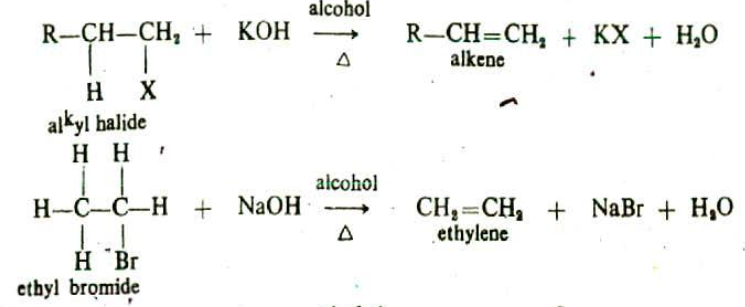 alcohol
R—CH—CH₂ + KOH ⟶ R—CH=CH₂ + KX + H₂O
Δ alkene
H X
alkyl halide
H H
alcohol
H—C—C—H + NaOH ⟶ CH₂=CH₂ + NaBr + H₂O
Δ ethylene
H Br
ethyl bromide